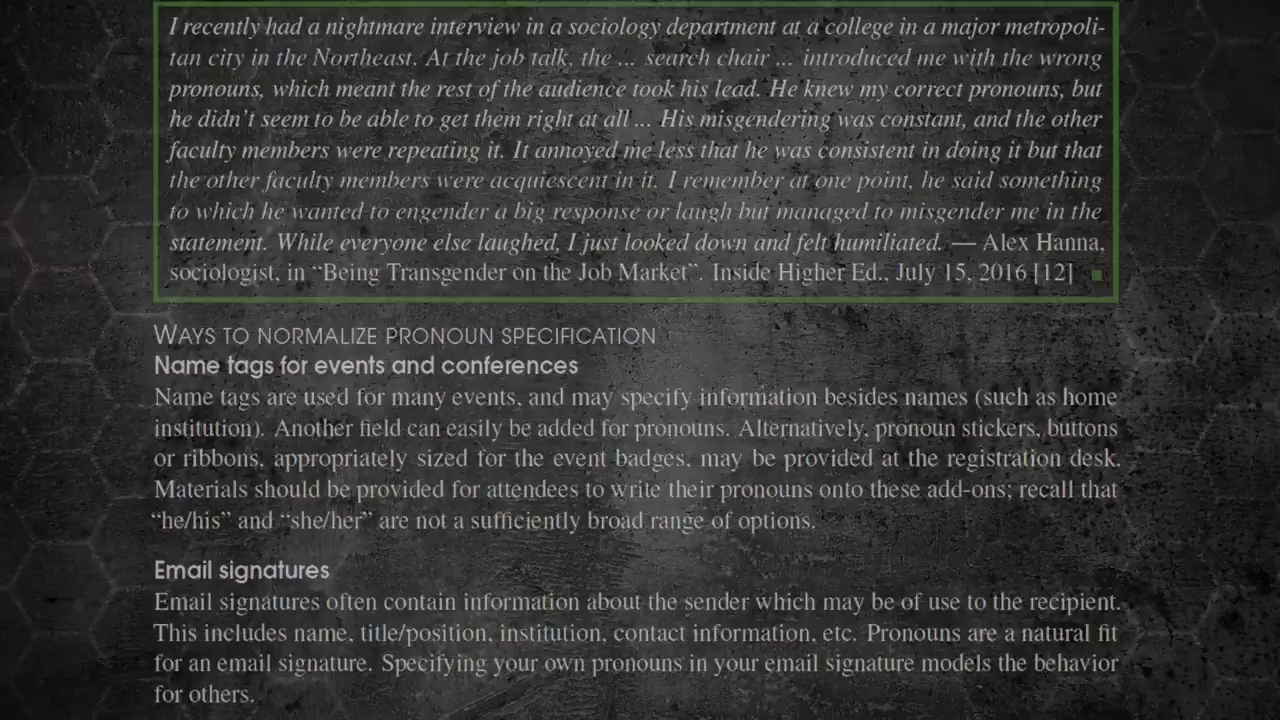 I recently had a nightmare interview in a sociology department at a college in a major metropoli-
tan city in the Northeast. At the job talk, the ... search chair ... introduced me with the wrong
pronouns, which meant the rest of the audience took his lead. He knew my correct pronouns, but
he didn't seem to be able to get them right at all ... His misgendering was constant, and the other
faculty members were repeating it. It annoyed me less that he was consistent in doing it but that
the other faculty members were acquiescent in it. I remember at one point, he said something
to which he wanted to engender a big response or laugh but managed to misgender me in the
statement. While everyone else laughed, I just looked down and felt humiliated. — Alex Hanna,
sociologist, in “Being Transgender on the Job Market”. Inside Higher Ed., July 15, 2016 [12]
WAYS TO NORMALIZE PRONOUN SPECIFICATION
Name tags for events and conferences
Name tags are used for many events, and may specify information besides names (such as home
institution). Another field can easily be added for pronouns. Alternatively, pronoun stickers, buttons
or ribbons, appropriately sized for the event badges, may be provided at the registration desk.
Materials should be provided for attendees to write their pronouns onto these add-ons; recall that
“he/his” and “she/her” are not a sufficiently broad range of options.
Email signatures
Email signatures often contain information about the sender which may be of use to the recipient.
This includes name, title/position, institution, contact information, etc. Pronouns are a natural fit
for an email signature. Specifying your own pronouns in your email signature models the behavior
for others.